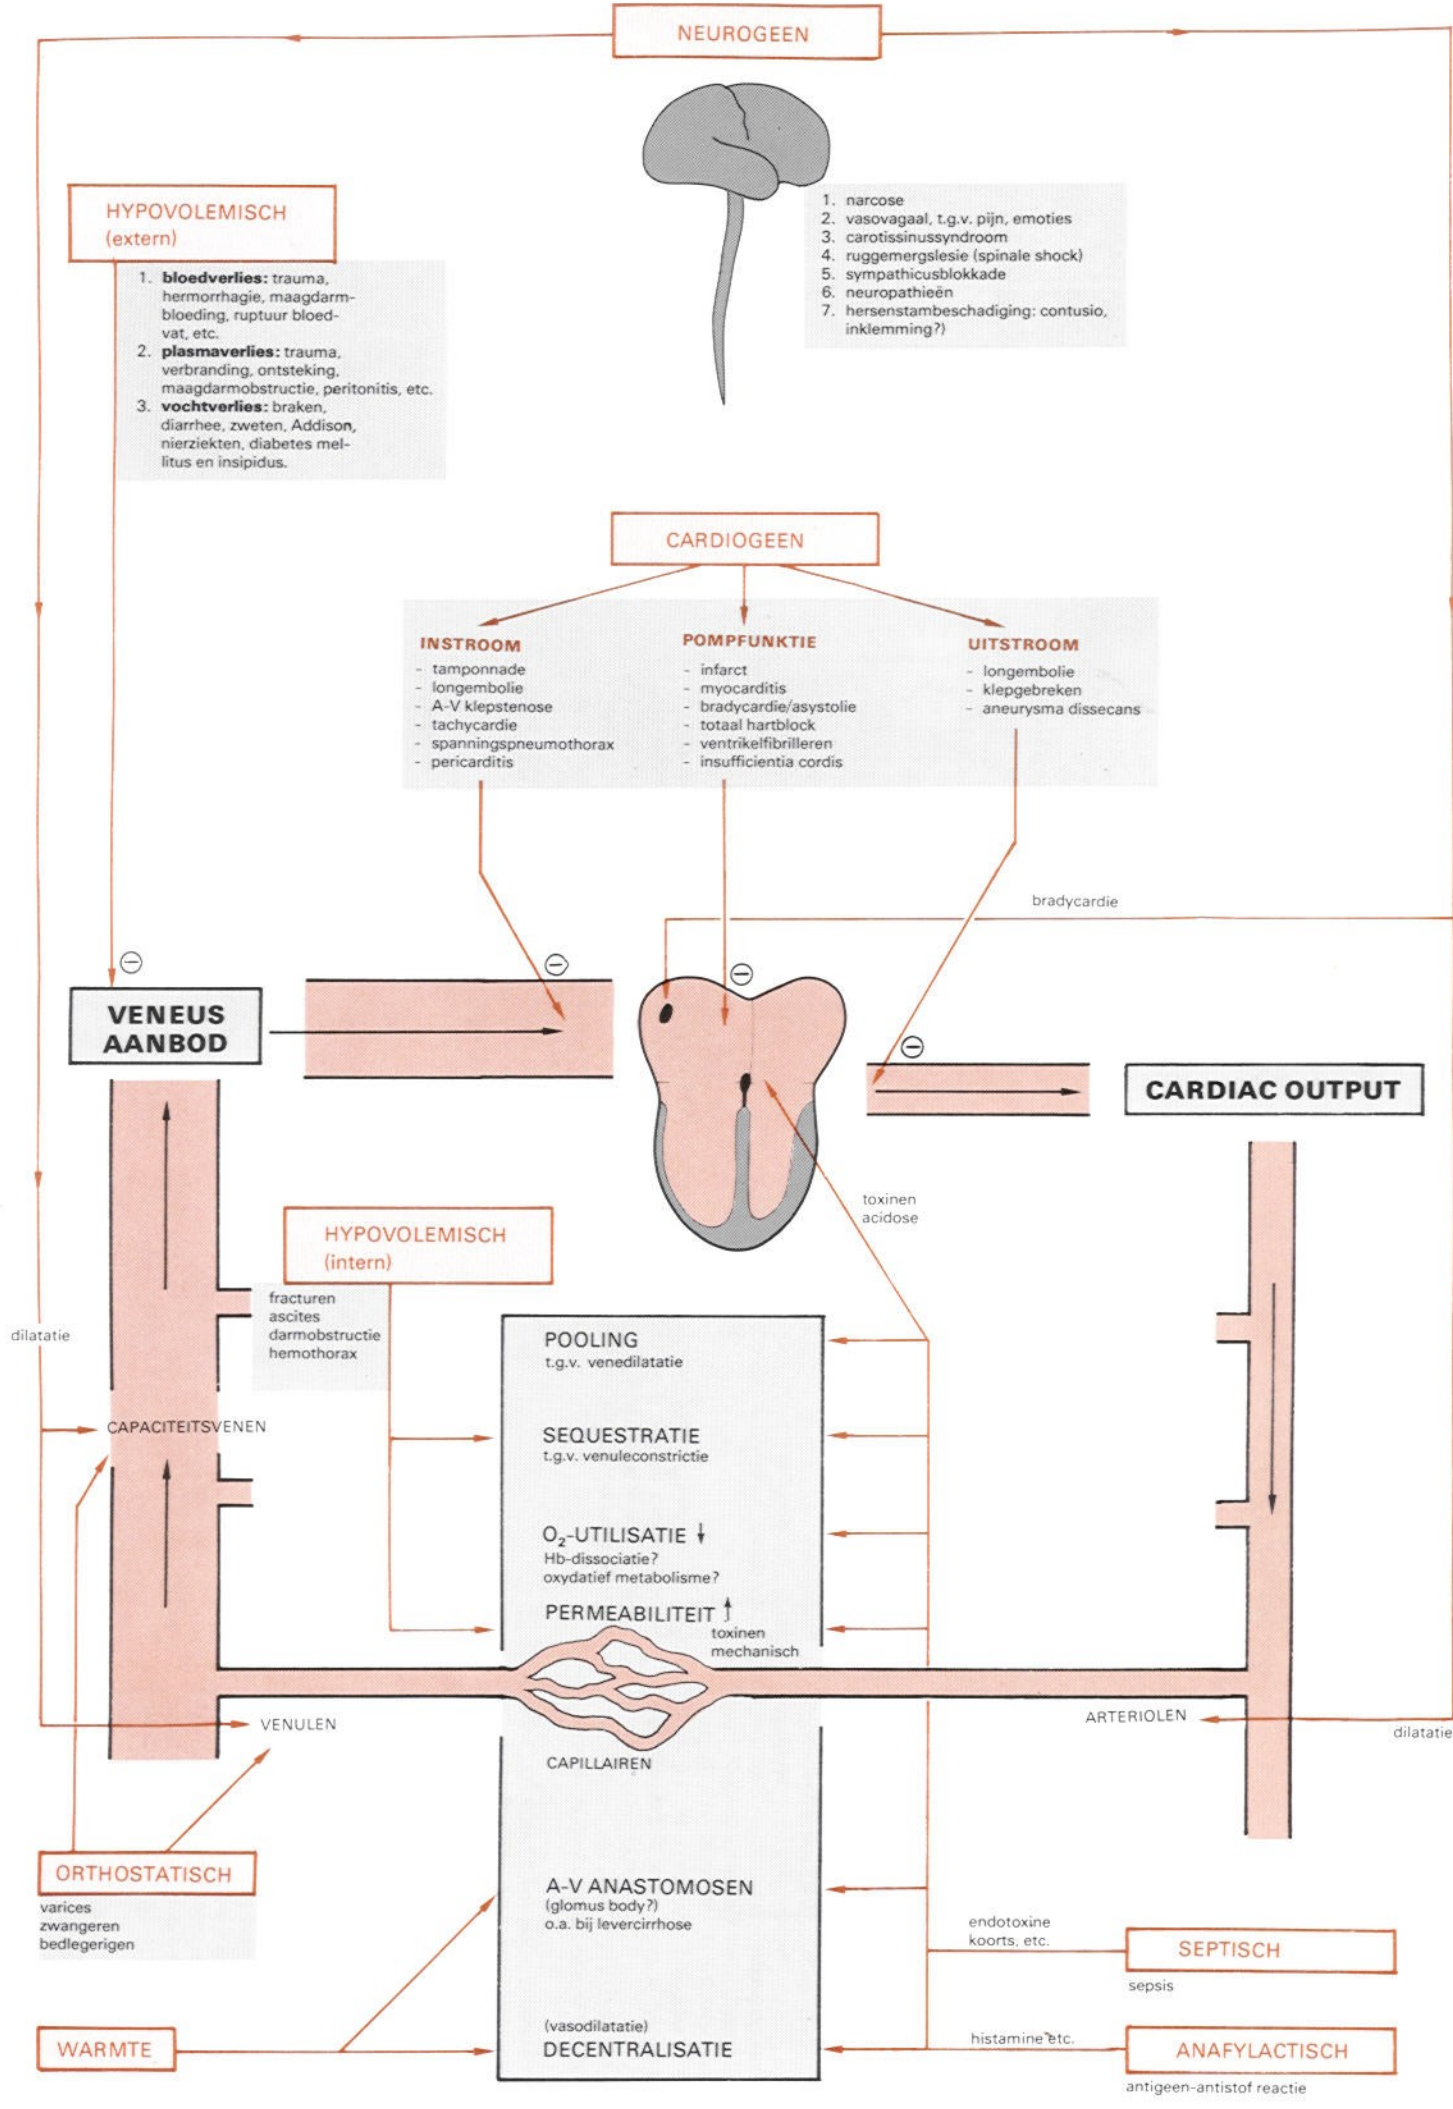 NEUROGEEN
1. narcose
2. vasovagaal, t.g.v. pijn, emoties
3. carotissinussyndroom
4. ruggemergslesie (spinale shock)
5. sympathicusblokkade
6. neuropathieën
7. hersenstambeschadiging: contusio,
inklemming?)
HYPOVOLEMISCH
(extern)
1. bloedverlies: trauma,
hermorrhagie, maagdarm-
bloeding, ruptuur bloed-
vat, etc.
2. plasmaverlies: trauma,
verbranding, ontsteking,
maagdarmobstructie, peritonitis, etc.
3. vochtverlies: braken,
diarrhee, zweten, Addison,
nierziekten, diabetes mel-
litus en insipidus.
CARDIOGEEN
INSTROOM
- tamponnade
- longembolie
- A-V klepstenose
- tachycardie
- spanningspneumothorax
- pericarditis
POMPFUNKTIE
- infarct
- myocarditis
- bradycardie/asystolie
- totaal hartblock
- ventrikelfibrilleren
- insufficientia cordis
UITSTROOM
- longembolie
- klepgebreken
- aneurysma dissecans
bradycardie
VENEUS
AANBOD
CARDIAC OUTPUT
toxinen
acidose
HYPOVOLEMISCH
(intern)
fracturen
ascites
darmobstructie
hemothorax
dilatatie
CAPACITEITSVENEN
POOLING
t.g.v. venedilatatie
SEQUESTRATIE
t.g.v. venuleconstrictie
O₂-UTILISATIE ↓
Hb-dissociatie?
oxydatief metabolisme?
PERMEABILITEIT ↑
toxinen
mechanisch
VENULEN
CAPILLAIREN
ARTERIOLEN
dilatatie
ORTHOSTATISCH
varices
zwangeren
bedlegerigen
A-V ANASTOMOSEN
(glomus body?)
o.a. bij levercirrhose
endotoxine
koorts, etc.
SEPTISCH
sepsis
WARMTE
(vasodilatatie)
DECENTRALISATIE
histamine etc.
ANAFYLACTISCH
antigeen-antistof reactie